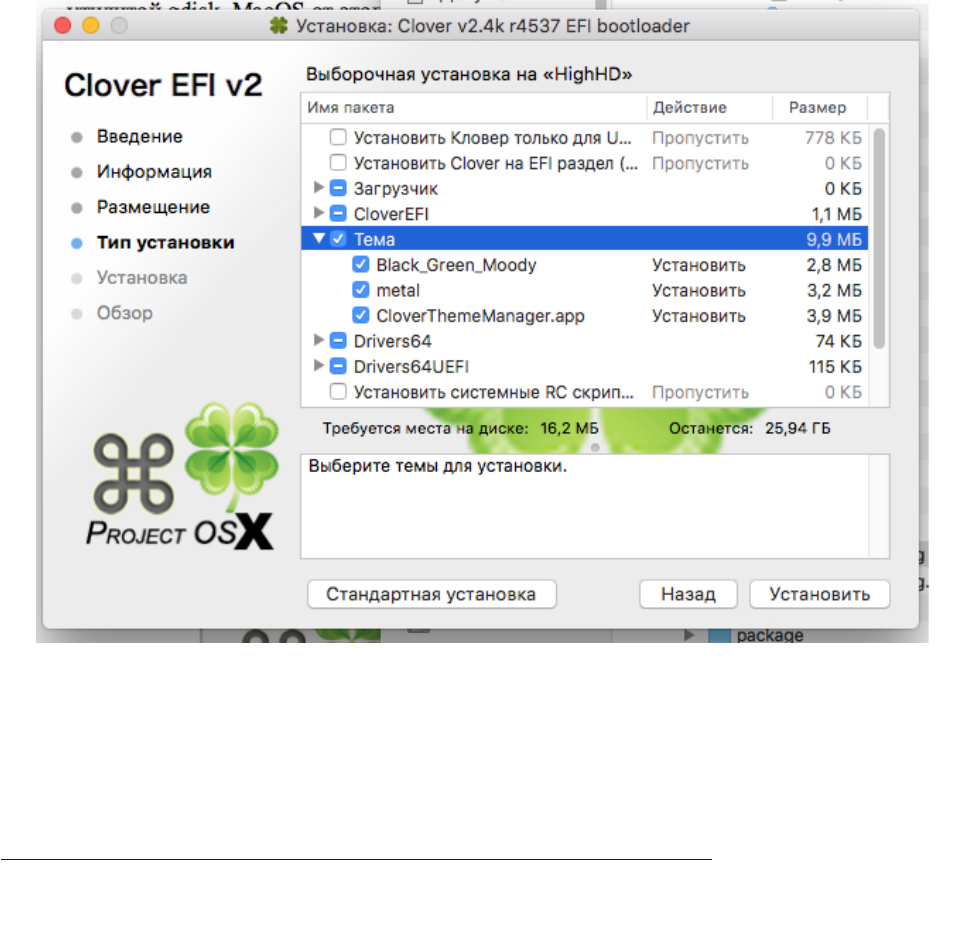 Установка: Clover v2.4k r4537 EFI bootloader
Clover EFI v2
Введение
Информация
Размещение
Тип установки
Установка
Обзор
PROJECT OSX
Выборочная установка на «HighHD»
Имя пакета Действие Размер
Установить Кловер только для U... Пропустить 778 КБ
Установить Clover на EFI раздел (... Пропустить 0 КБ
Загрузчик 0 КБ
CloverEFI 1,1 МБ
Тема 9,9 МБ
Black_Green_Moody Установить 2,8 МБ
metal Установить 3,2 МБ
CloverThemeManager.app Установить 3,9 МБ
Drivers64 74 КБ
Drivers64UEFI 115 КБ
Установить системные RC скрип... Пропустить 0 КБ
Требуется места на диске: 16,2 МБ Останется: 25,94 ГБ
Выберите темы для установки.
Стандартная установка Назад Установить
package